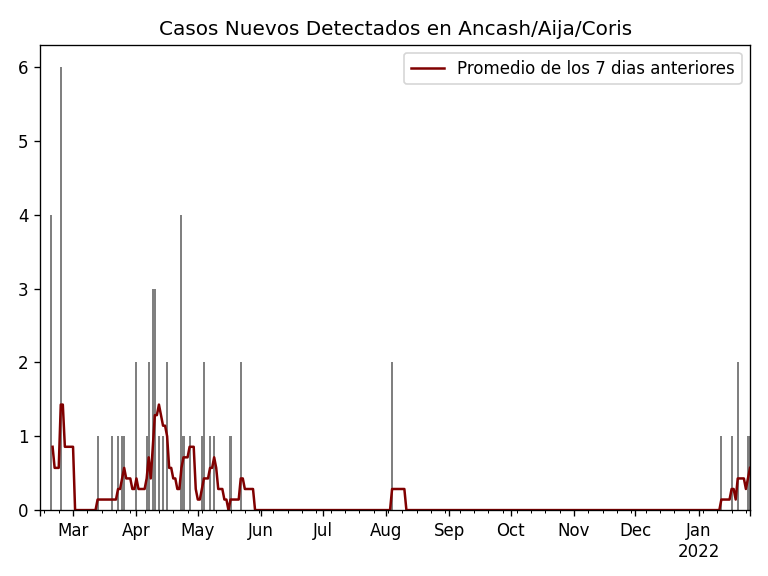 Casos Nuevos Detectados en Ancash/Aija/Coris
Promedio de los 7 dias anteriores
6
5
4
3
2
1
0
Mar Apr May Jun Jul Aug Sep Oct Nov Dec Jan
2022